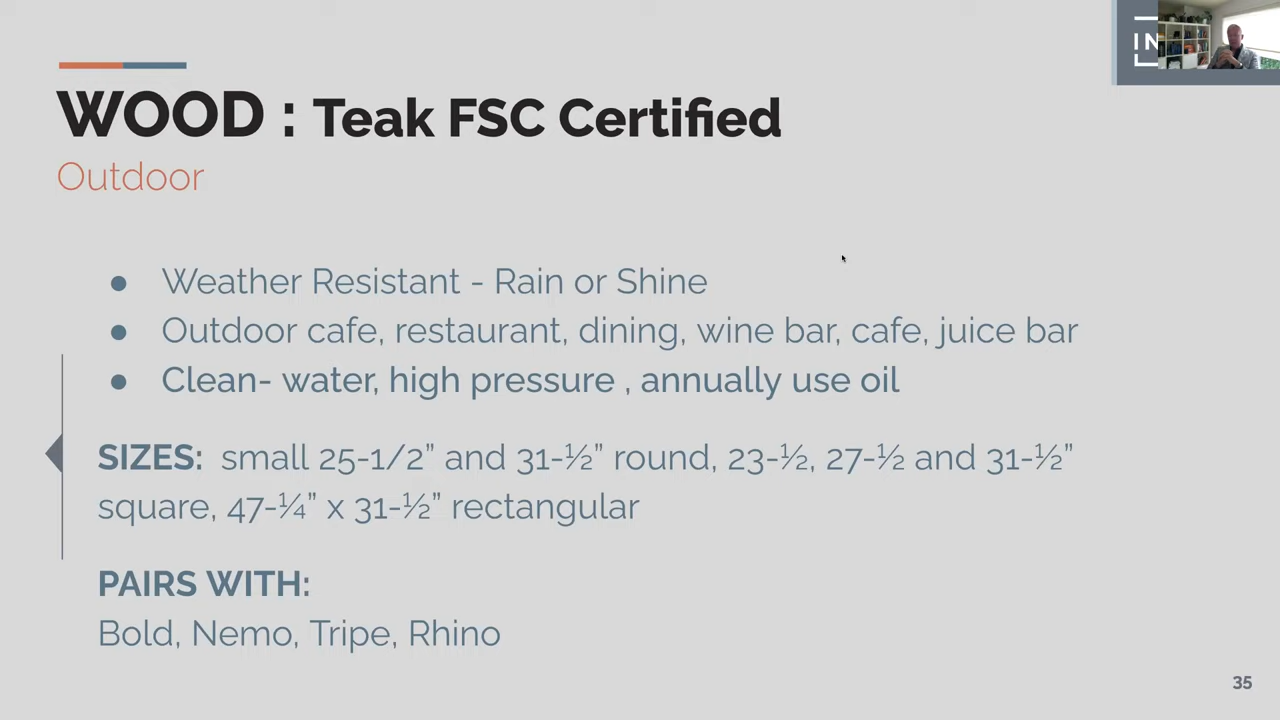 IN
WOOD : Teak FSC Certified
Outdoor
● Weather Resistant - Rain or Shine
● Outdoor cafe, restaurant, dining, wine bar, cafe, juice bar
● Clean- water, high pressure , annually use oil
SIZES: small 25-1/2” and 31-½” round, 23-½, 27-½ and 31-½”
square, 47-¼” x 31-½” rectangular
PAIRS WITH:
Bold, Nemo, Tripe, Rhino
35